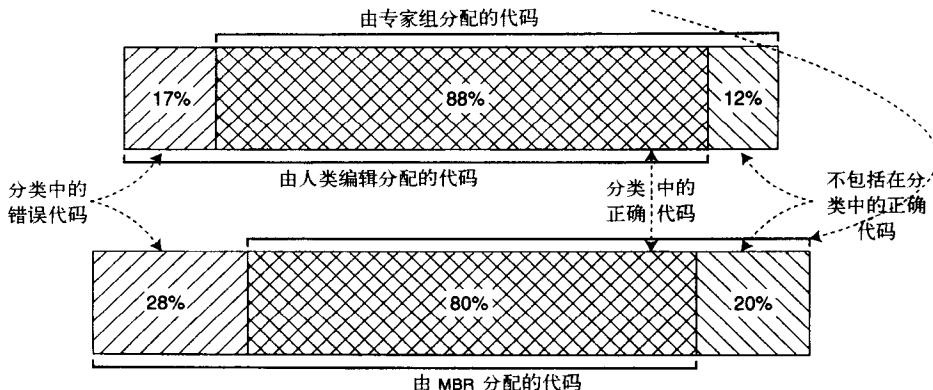 由专家组分配的代码
17%
88%
12%
由人类编辑分配的代码
分类中的
错误代码
分类中的
正确代码
不包括在分
类中的正确
代码
28%
80%
20%
由 MBR 分配的代码